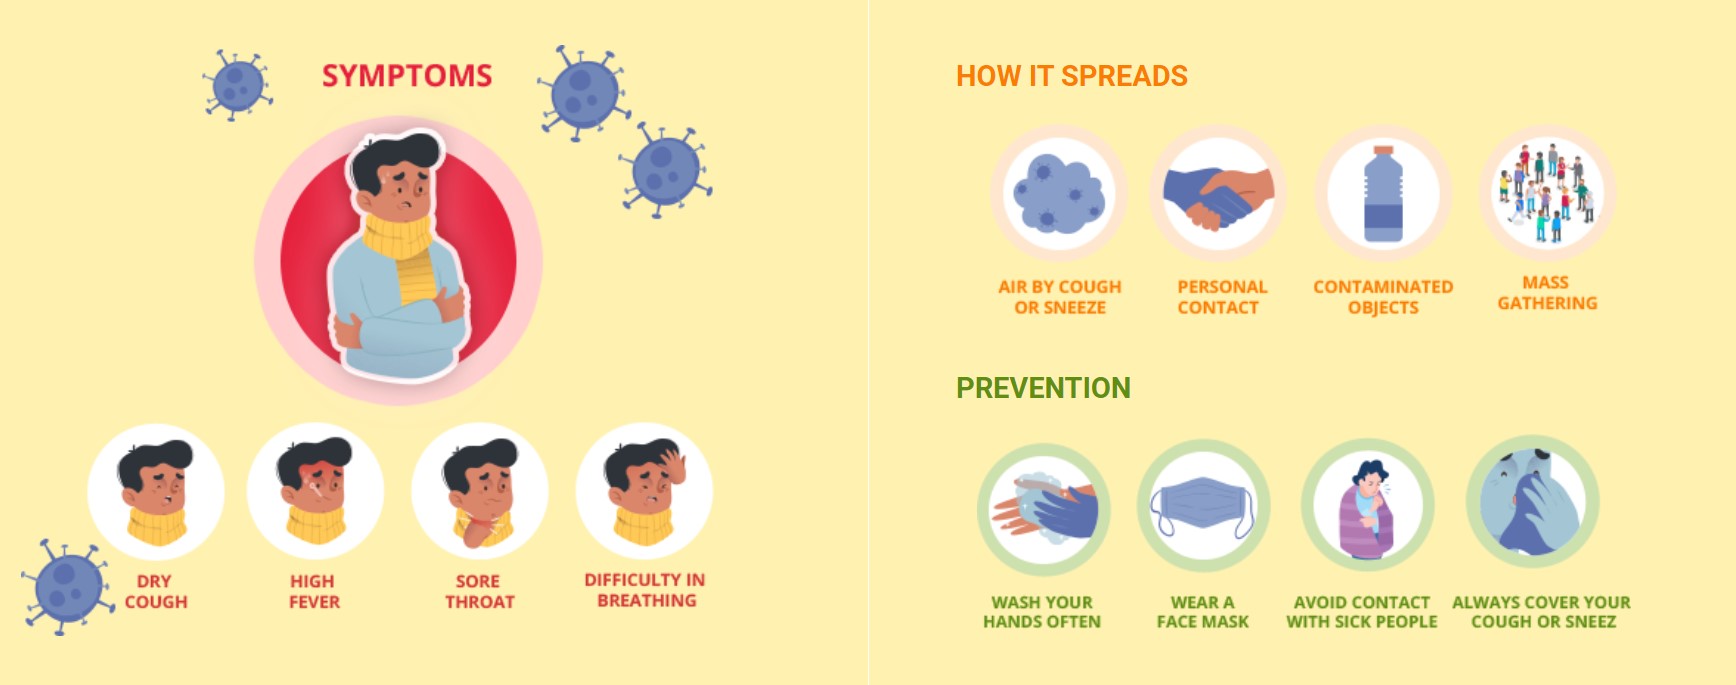 SYMPTOMS
DRY
COUGH
HIGH
FEVER
SORE
THROAT
DIFFICULTY IN
BREATHING
HOW IT SPREADS
AIR BY COUGH
OR SNEEZE
PERSONAL
CONTACT
CONTAMINATED
OBJECTS
MASS
GATHERING
PREVENTION
WASH YOUR
HANDS OFTEN
WEAR A
FACE MASK
AVOID CONTACT
WITH SICK PEOPLE
ALWAYS COVER YOUR
COUGH OR SNEEZ